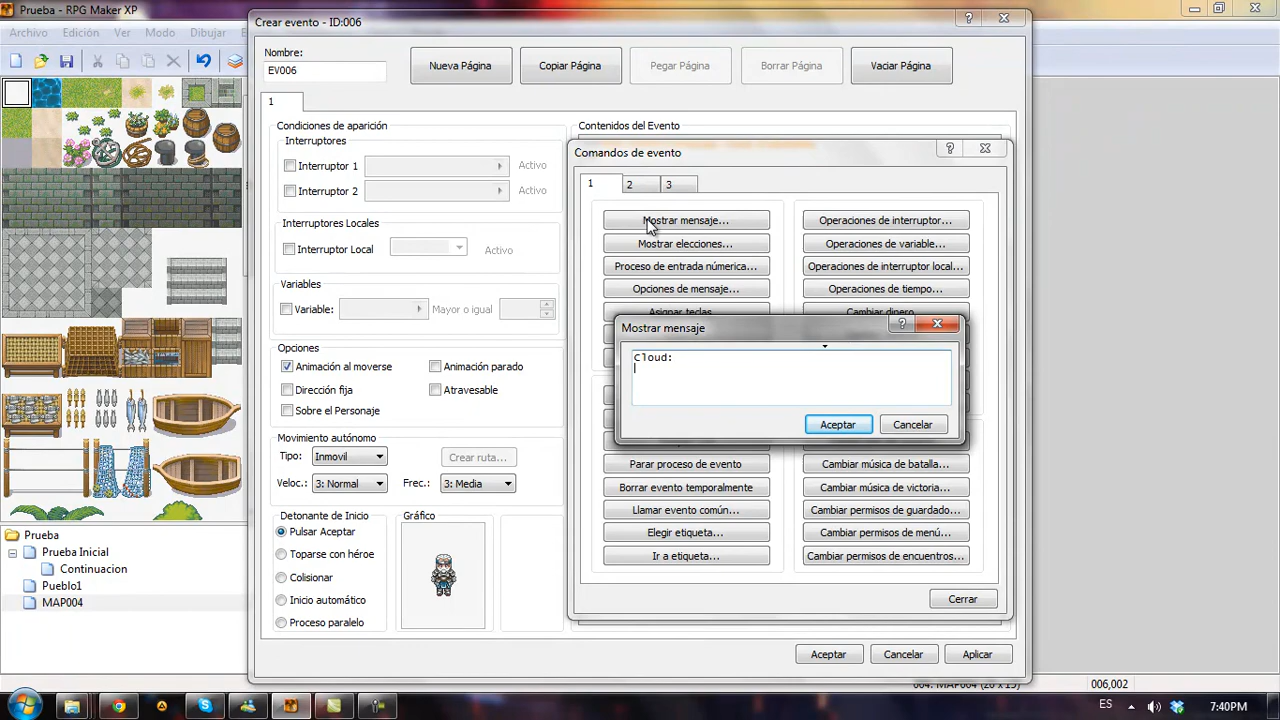 Prueba - RPG Maker XP
Archivo Edición Ver Modo Dibujar
Crear evento - ID:006
Nombre:
EV006
Nueva Página
Copiar Página
Pegar Página
Borrar Página
Vaciar Página
1
Condiciones de aparición
Interruptores
Interruptor 1
Activo
Interruptor 2
Activo
Interruptores Locales
Interruptor Local
Activo
Variables
Variable:
Mayor o igual
Opciones
Animación al moverse
Animación parado
Dirección fija
Atravesable
Sobre el Personaje
Movimiento autónomo
Tipo: Inmovil
Crear ruta...
Veloc.: 3: Normal
Frec.: 3: Media
Detonante de Inicio
Pulsar Aceptar
Toparse con héroe
Colisionar
Inicio automático
Proceso paralelo
Gráfico
Contenidos del Evento
Comandos de evento
1 2 3
Mostrar mensaje...
Operaciones de interruptor...
Mostrar elecciones...
Operaciones de variable...
Proceso de entrada númerica...
Operaciones de interruptor local...
Opciones de mensaje...
Operaciones de tiempo...
Asignar teclas
Cambiar dinero
Mostrar mensaje
Cloud:
Aceptar
Cancelar
Parar proceso de evento
Cambiar música de batalla...
Borrar evento temporalmente
Cambiar música de victoria...
Llamar evento común...
Cambiar permisos de guardado...
Elegir etiqueta...
Cambiar permisos de menú...
Ir a etiqueta...
Cambiar permisos de encuentros...
Cerrar
Aceptar
Cancelar
Aplicar
Prueba
Prueba Inicial
Continuacion
Pueblo1
MAP004
006,002
ES
7:40PM